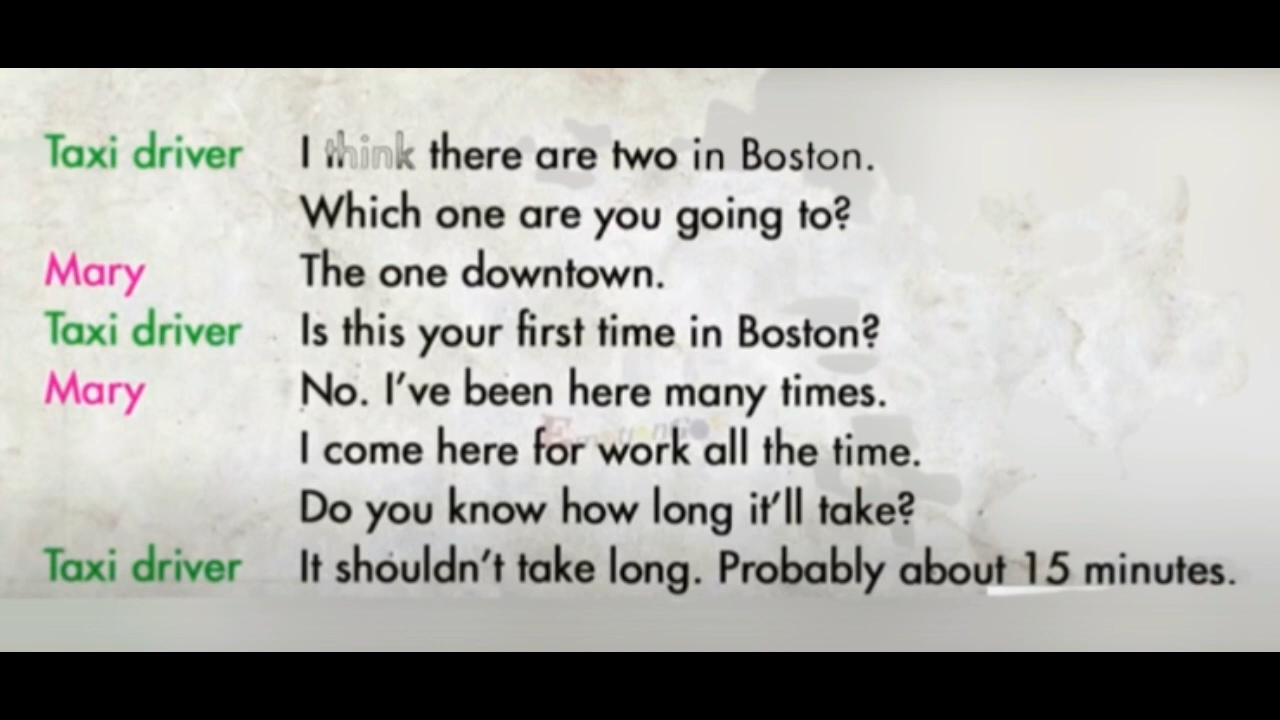 Taxi driver I think there are two in Boston.
Which one are you going to?
Mary The one downtown.
Taxi driver Is this your first time in Boston?
Mary No. I've been here many times.
I come here for work all the time.
Do you know how long it'll take?
Taxi driver It shouldn't take long. Probably about 15 minutes.